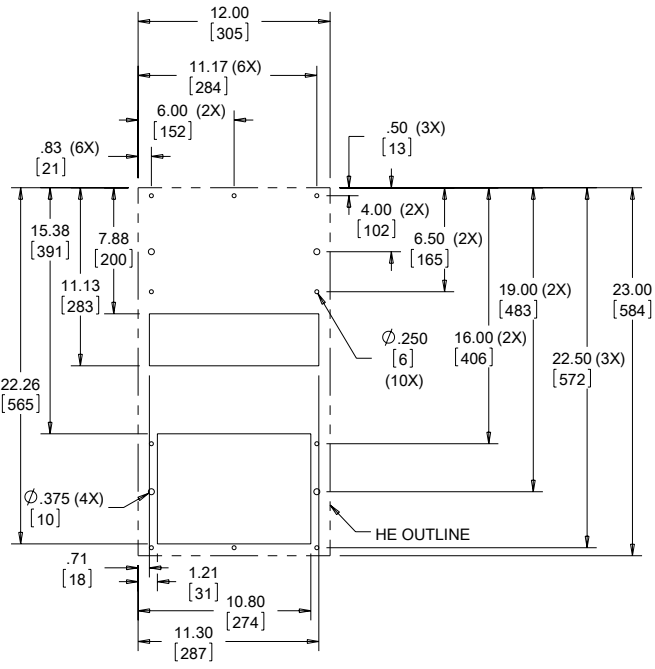 12.00
[305]
11.17 (6X)
[284]
6.00 (2X)
[152]
.83 (6X)
[21]
.50 (3X)
[13]
4.00 (2X)
[102]
6.50 (2X)
[165]
15.38
[391]
7.88
[200]
11.13
[283]
19.00 (2X)
[483]
23.00
[584]
16.00 (2X)
[406]
22.50 (3X)
[572]
∅.250
[6]
(10X)
22.26
[565]
∅.375 (4X)
[10]
HE OUTLINE
.71
[18]
1.21
[31]
10.80
[274]
11.30
[287]